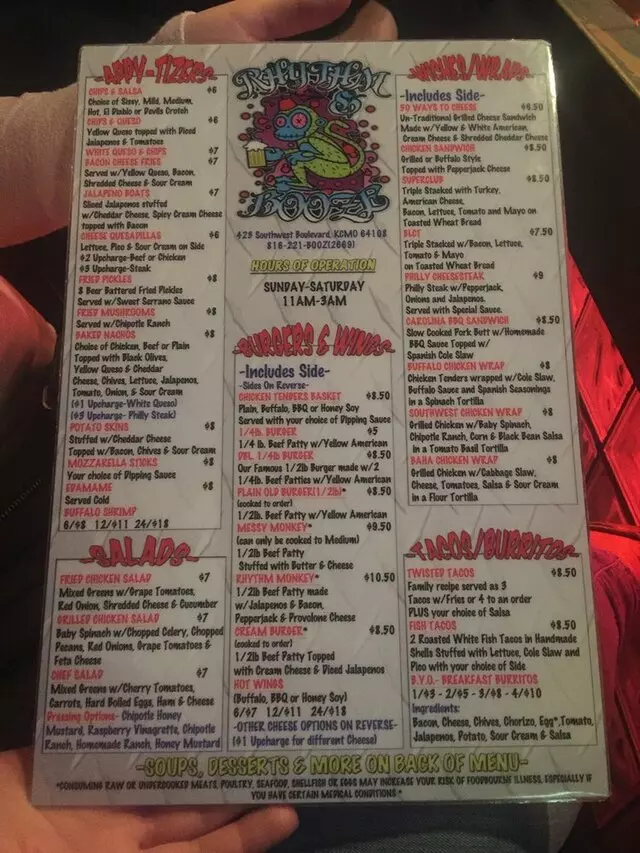 ABBY-TIZERS
CHIPS & SALSA $6
Choice of Sissy, Mild, Medium,
Hot, El Diablo or Devils Crotch
CHIPS & QUESO $6
Yellow Queso topped with Diced
Jalapenos & Tomatoes
WHITE QUESO & CHIPS $7
BACON CHEESE FRIES $7
Served w/Yellow Queso, Bacon,
Shredded Cheese & Sour Cream
JALAPENO BOATS $7
Sliced Jalapenos stuffed
w/Cheddar Cheese, Spicy Cream Cheese
topped with Bacon
CHEESE QUESADILLAS $6
Lettuce, Pico & Sour Cream on Side
$2 Upcharge-Beef or Chicken
$3 Upcharge-Steak
FRIED PICKLES $8
8 Beer Battered Fried Pickles
Served w/Sweet Serrano Sauce
FRIED MUSHROOMS $8
Served w/Chipotle Ranch
BAKED NACHOS $8
Choice of Chicken, Beef or Plain
Topped with Black Olives,
Yellow Queso & Cheddar
Cheese, Chives, Lettuce, Jalapenos,
Tomato, Onion, & Sour Cream
($1 Upcharge-White Queso)
($3 Upcharge- Philly Steak)
POTATO SKINS $8
Stuffed w/Cheddar Cheese
Topped w/Bacon, Chives & Sour Cream
MOZZARELLA STICKS $8
Your choice of Dipping Sauce
EDAMAME $8
Served Cold
BUFFALO SHRIMP
6/$8 12/$11 24/$18
SALADS
FRIED CHICKEN SALAD $7
Mixed Greens w/Grape Tomatoes,
Red Onion, Shredded Cheese & Cucumber
GRILLED CHICKEN SALAD $7
Baby Spinach w/Chopped Celery, Chopped
Pecans, Red Onions, Grape Tomatoes &
Feta Cheese
CHEF SALAD $7
Mixed Greens w/Cherry Tomatoes,
Carrots, Hard Boiled Eggs, Ham & Cheese
Dressing Options- Chipotle Honey
Mustard, Raspberry Vinagrette, Chipotle
Ranch, Homemade Ranch, Honey Mustard
RHYTHM
&
BOOZE
423 Southwest Boulevard, KCMO 64108
816-221-BOOZ(2669)
HOURS OF OPERATION
SUNDAY-SATURDAY
11AM-3AM
BURGERS & WINGS
-Includes Side-
-Sides On Reverse-
CHICKEN TENDERS BASKET $8.50
Plain, Buffalo, BBQ or Honey Soy
Served with your choice of Dipping Sauce
1/4lb. BURGER $5
1/4 lb. Beef Patty w/Yellow American
DBL 1/4lb BURGER $8.50
Our Famous 1/2lb Burger made w/2
1/4lb. Beef Patties w/Yellow American
PLAIN OLD BURGER(1/2lb)* $8.50
(cooked to order)
1/2lb. Beef Patty w/Yellow American
MESSY MONKEY* $9.50
(can only be cooked to Medium)
1/2lb Beef Patty
Stuffed with Butter & Cheese
RHYTHM MONKEY* $10.50
1/2lb. Beef Patty made
w/Jalapenos & Bacon,
Pepperjack & Provolone Cheese
CREAM BURGER* $8.50
(cooked to order)
1/2lb Beef Patty Topped
with Cream Cheese & Diced Jalapenos
HOT WINGS
(Buffalo, BBQ or Honey Soy)
6/$7 12/$11 24/$18
-OTHER CHEESE OPTIONS ON REVERSE-
($1 Upcharge for different Cheese)
-Includes Side-
90 WAYS TO CHEESE $6.50
Un-Traditional Grilled Cheese Sandwich
Made w/Yellow & White American,
Cream Cheese & Shredded Cheddar Cheese
CHICKEN SANDWICH $8.50
Grilled or Buffalo Style
Topped with Pepperjack Cheese
SUPERCLUB $8.50
Triple Stacked with Turkey,
American Cheese,
Bacon, Lettuce, Tomato and Mayo on
Toasted Wheat Bread
BLCT $7.50
Triple Stacked w/Bacon, Lettuce,
Tomato & Mayo
on Toasted Wheat Bread
PHILLY CHEESESTEAK $9
Philly Steak w/Pepperjack,
Onions and Jalapenos.
Served with Special Sauce.
CAROLINA BBQ SANDWICH $8.50
Slow Cooked Pork Butt w/Homemade
BBQ Sauce Topped w/
Spanish Cole Slaw
BUFFALO CHICKEN WRAP $8
Chicken Tenders wrapped w/Cole Slaw,
Buffalo Sauce and Spanish Seasonings
in a Spinach Tortilla
SOUTHWEST CHICKEN WRAP $8
Grilled Chicken w/Baby Spinach,
Chipotle Ranch, Corn & Black Bean Salsa
in a Tomato Basil Tortilla
BAHA CHICKEN WRAP $8
Grilled Chicken w/Cabbage Slaw,
Cheese, Tomatoes, Salsa & Sour Cream
in a Flour Tortilla
TACOS/BURRITOS
TWISTED TACOS $8.50
Family recipe served as 3
Tacos w/Fries or 4 to an order
PLUS your choice of Salsa
FISH TACOS $8.50
2 Roasted White Fish Tacos in Handmade
Shells Stuffed with Lettuce, Cole Slaw and
Pico with your choice of Side
B.Y.O.- BREAKFAST BURRITOS
1/$3 - 2/$5 - 3/$8 - 4/$10
Ingredients:
Bacon, Cheese, Chives, Chorizo, Egg*,Tomato,
Jalapenos, Potato, Sour Cream & Salsa
-SOUPS, DESSERTS & MORE ON BACK OF MENU-
*CONSUMING RAW OR UNDERCOOKED MEATS, POULTRY, SEAFOOD, SHELLFISH OR EGGS MAY INCREASE YOUR RISK OF FOODBOURNE ILLNESS, ESPECIALLY IF
YOU HAVE CERTAIN MEDICAL CONDITIONS *